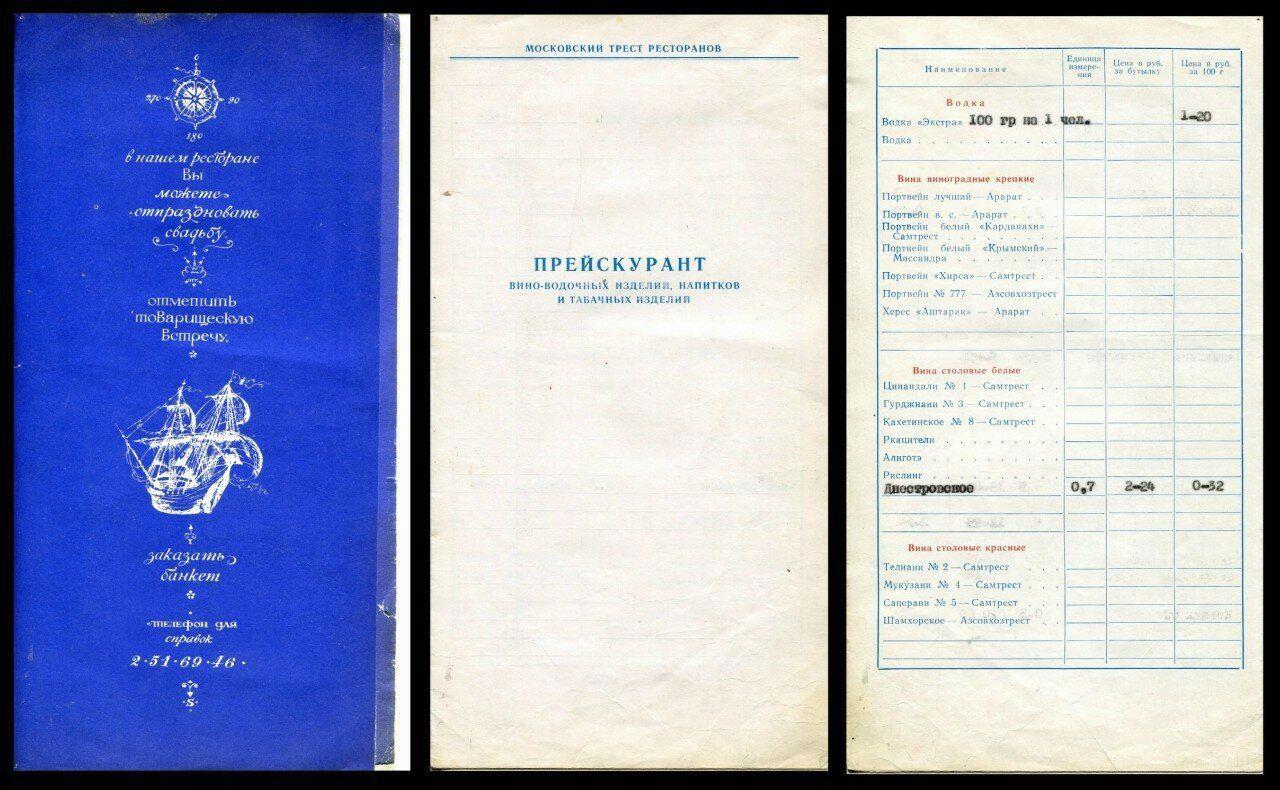 0
270 90
180
в нашем ресторане
Вы
можете
отпраздновать
свадьбу.
отметить
товарищескую
встречу.
заказать
банкет
телефон для
справок
2·51·69·46·
·S·
МОСКОВСКИЙ ТРЕСТ РЕСТОРАНОВ
ПРЕЙСКУРАНТ
ВИНО-ВОДОЧНЫХ ИЗДЕЛИЙ, НАПИТКОВ
И ТАБАЧНЫХ ИЗДЕЛИЙ
Наименование Единица измере-ния Цена в руб. за бутылку Цена в руб. за 100 г
Водка
Водка «Экстра» 100 гр на 1 чел. 1-20
Водка . . . . . . . . . . .
Вина виноградные крепкие
Портвейн лучший — Арарат . . .
Портвейн в. с. — Арарат . . . .
Портвейн белый «Карданахи» —
Самтрест . . . . . . . .
Портвейн белый «Крымский» —
Массандра . . . . . . .
Портвейн «Хирса» — Самтрест . .
Портвейн № 777 — Азсовхозтрест
Херес «Аштарак» — Арарат . . .
Вина столовые белые
Цинандали № 1 — Самтрест . .
Гурджиани № 3 — Самтрест . . .
Кахетинское № 8 — Самтрест . .
Ркацители . . . . . . . . .
Алиготэ . . . . . . . . . .
Рислинг . . . . . . . . . .
Днестровское 0,7 2-24 0-32
Вина столовые красные
Телиани № 2 — Самтрест . . .
Мукузани № 4 — Самтрест . . .
Саперави № 5 — Самтрест . . .
Шамхорское — Азсовхозтрест . .